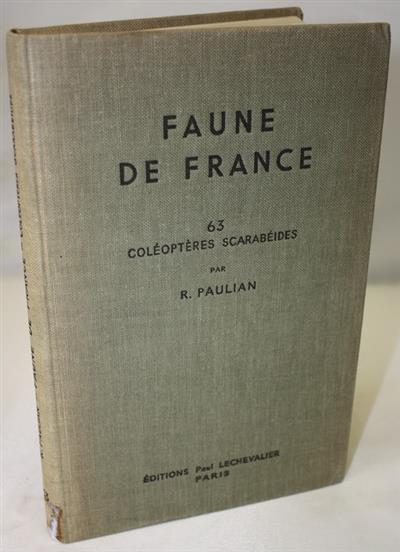 FAUNE
DE FRANCE
63
COLÉOPTÈRES SCARABÉIDES
PAR
R. PAULIAN
ÉDITIONS Paul LECHEVALIER
PARIS